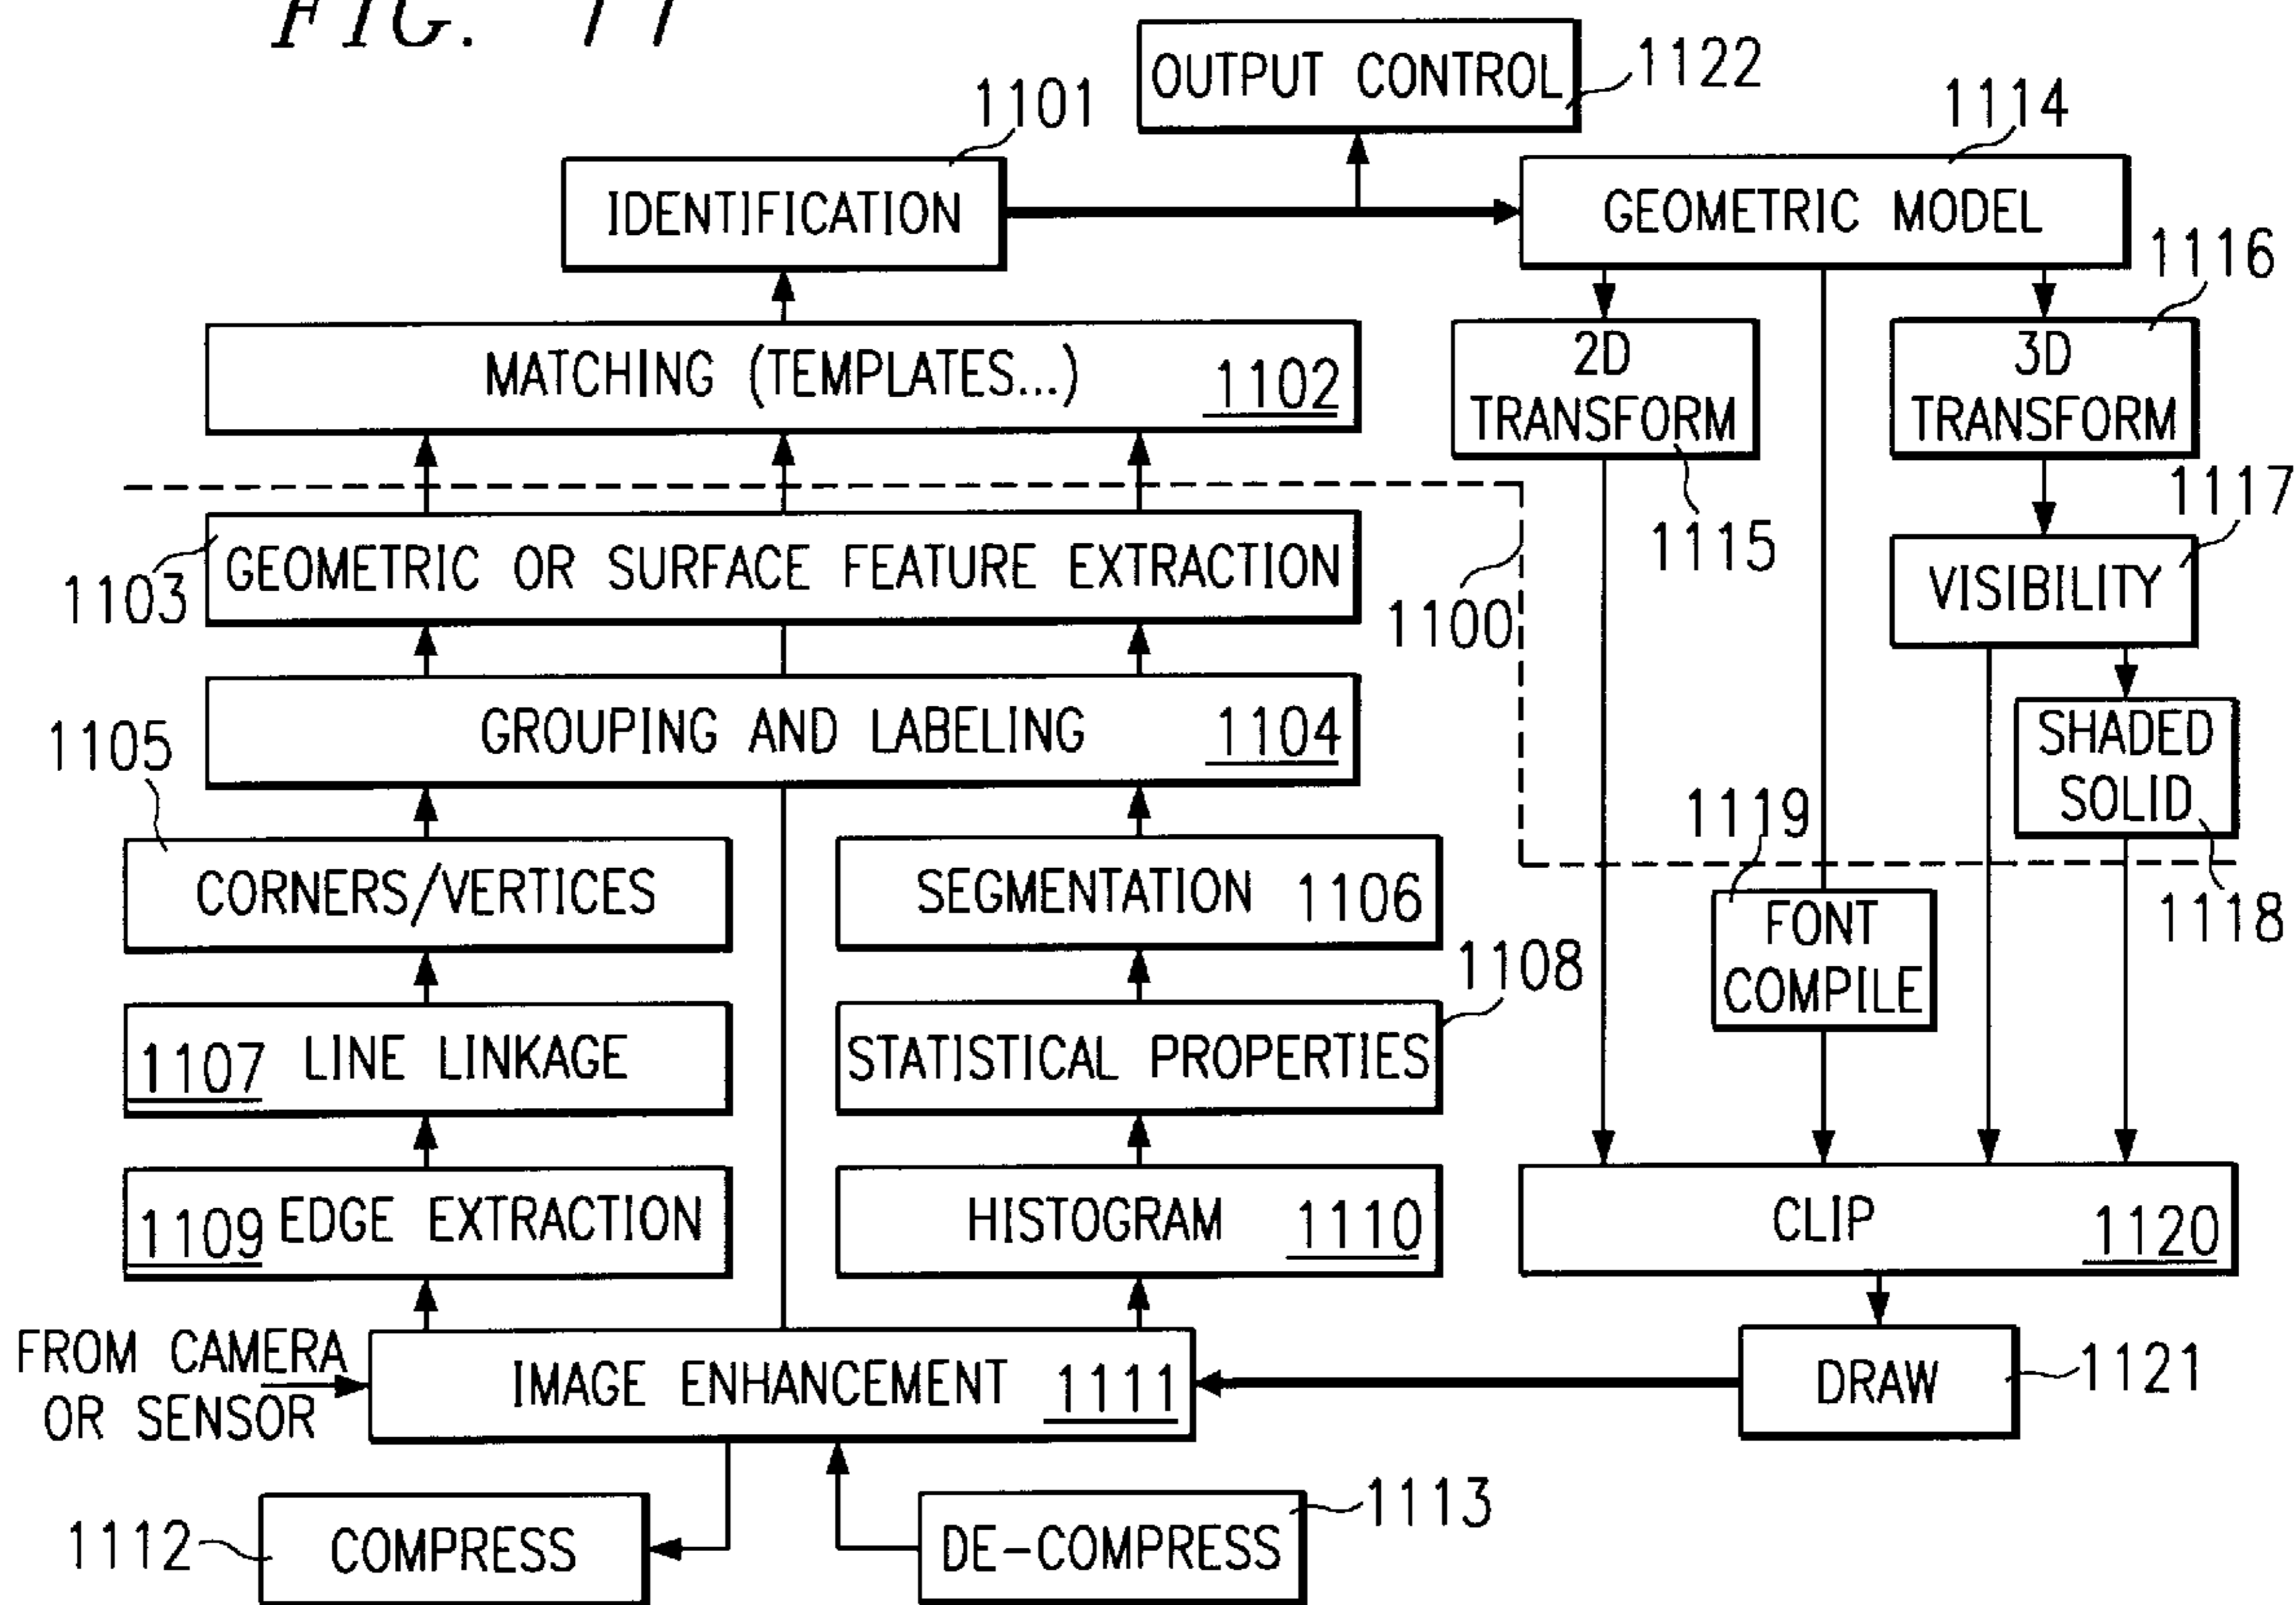 FIG. 11
OUTPUT CONTROL
1122
1101
1114
IDENTIFICATION
GEOMETRIC MODEL
1116
MATCHING (TEMPLATES...) 1102
2D
TRANSFORM
3D
TRANSFORM
1115
1117
1103
GEOMETRIC OR SURFACE FEATURE EXTRACTION
1100
VISIBILITY
GROUPING AND LABELING 1104
SHADED
SOLID
1105
1119
1118
CORNERS/VERTICES
SEGMENTATION 1106
FONT
COMPILE
1108
1107 LINE LINKAGE
STATISTICAL PROPERTIES
1109 EDGE EXTRACTION
HISTOGRAM 1110
CLIP 1120
FROM CAMERA
OR SENSOR
IMAGE ENHANCEMENT 1111
DRAW
1121
1112
COMPRESS
DE-COMPRESS
1113